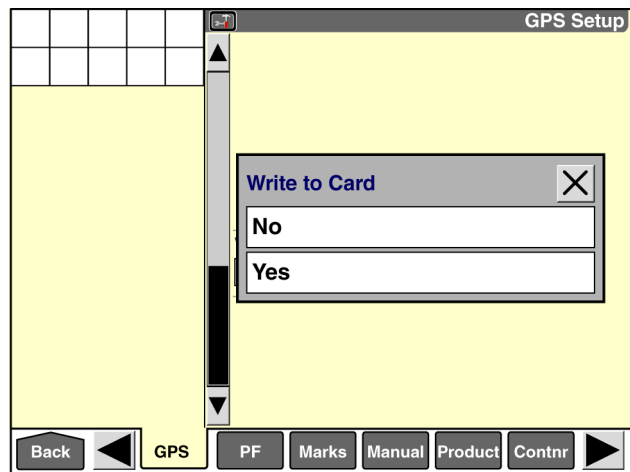 GPS Setup
Write to Card
No
Yes
Back GPS PF Marks Manual Product Contnr